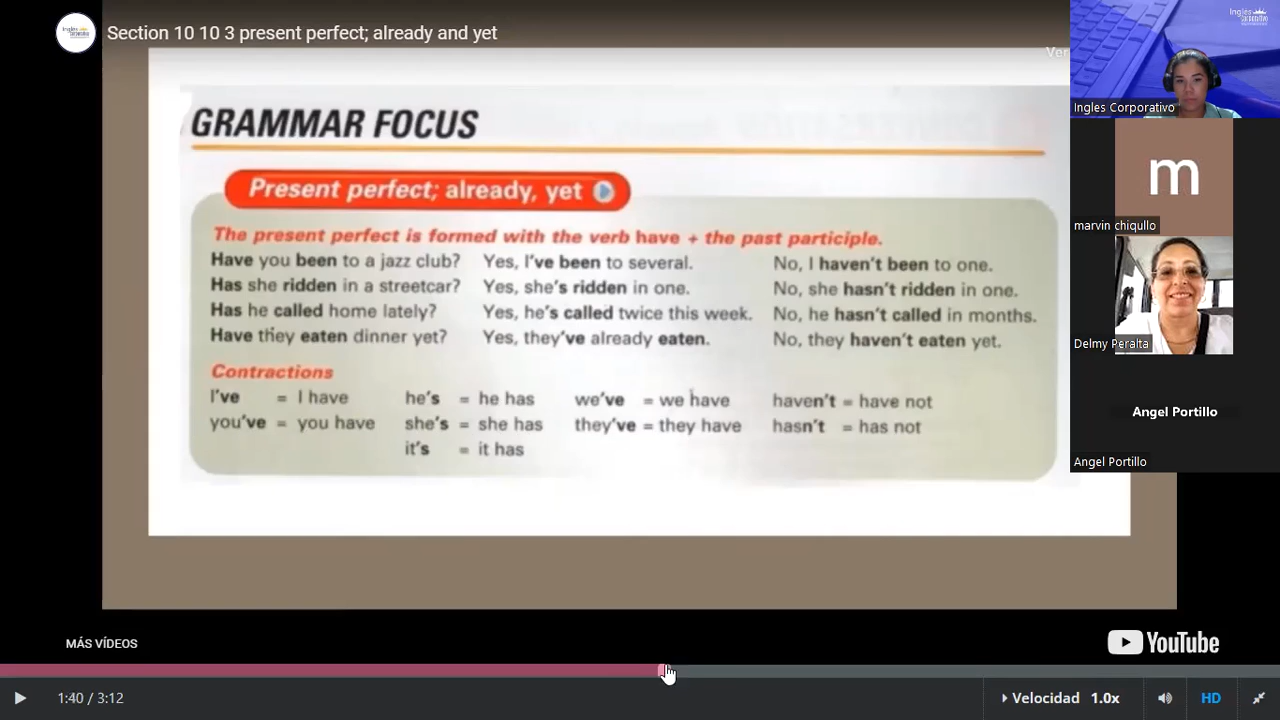 Section 10 10 3 present perfect; already and yet
Ver
GRAMMAR FOCUS
Present perfect; already, yet
The present perfect is formed with the verb have + the past participle.
Have you been to a jazz club? Yes, I've been to several. No, I haven't been to one.
Has she ridden in a streetcar? Yes, she's ridden in one. No, she hasn't ridden in one.
Has he called home lately? Yes, he's called twice this week. No, he hasn't called in months.
Have they eaten dinner yet? Yes, they've already eaten. No, they haven't eaten yet.
Contractions
I've = I have he's = he has we've = we have haven't = have not
you've = you have she's = she has they've = they have hasn't = has not
it's = it has
MÁS VÍDEOS
YouTube
1:40 / 3:12
Velocidad 1.0x
HD
Ingles corporativo
Ingles Corporativo
m
marvin chiqullo
Delmy Peralta
Angel Portillo
Angel Portillo